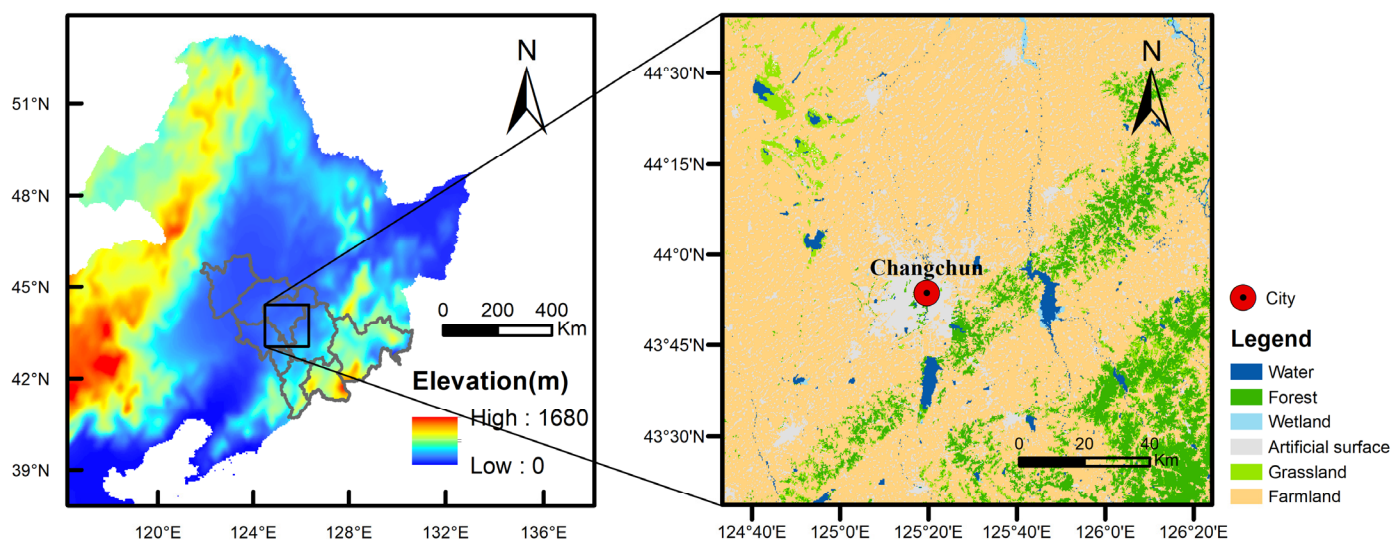 N
51°N
48°N
45°N
42°N
39°N
0 200 400
Km
Elevation(m)
High : 1680
Low : 0
120°E 124°E 128°E 132°E 136°E
N
44°30'N
44°15'N
44°0'N
43°45'N
43°30'N
Changchun
0 20 40
Km
124°40'E 125°0'E 125°20'E 125°40'E 126°0'E 126°20'E
City
Legend
Water
Forest
Wetland
Artificial surface
Grassland
Farmland